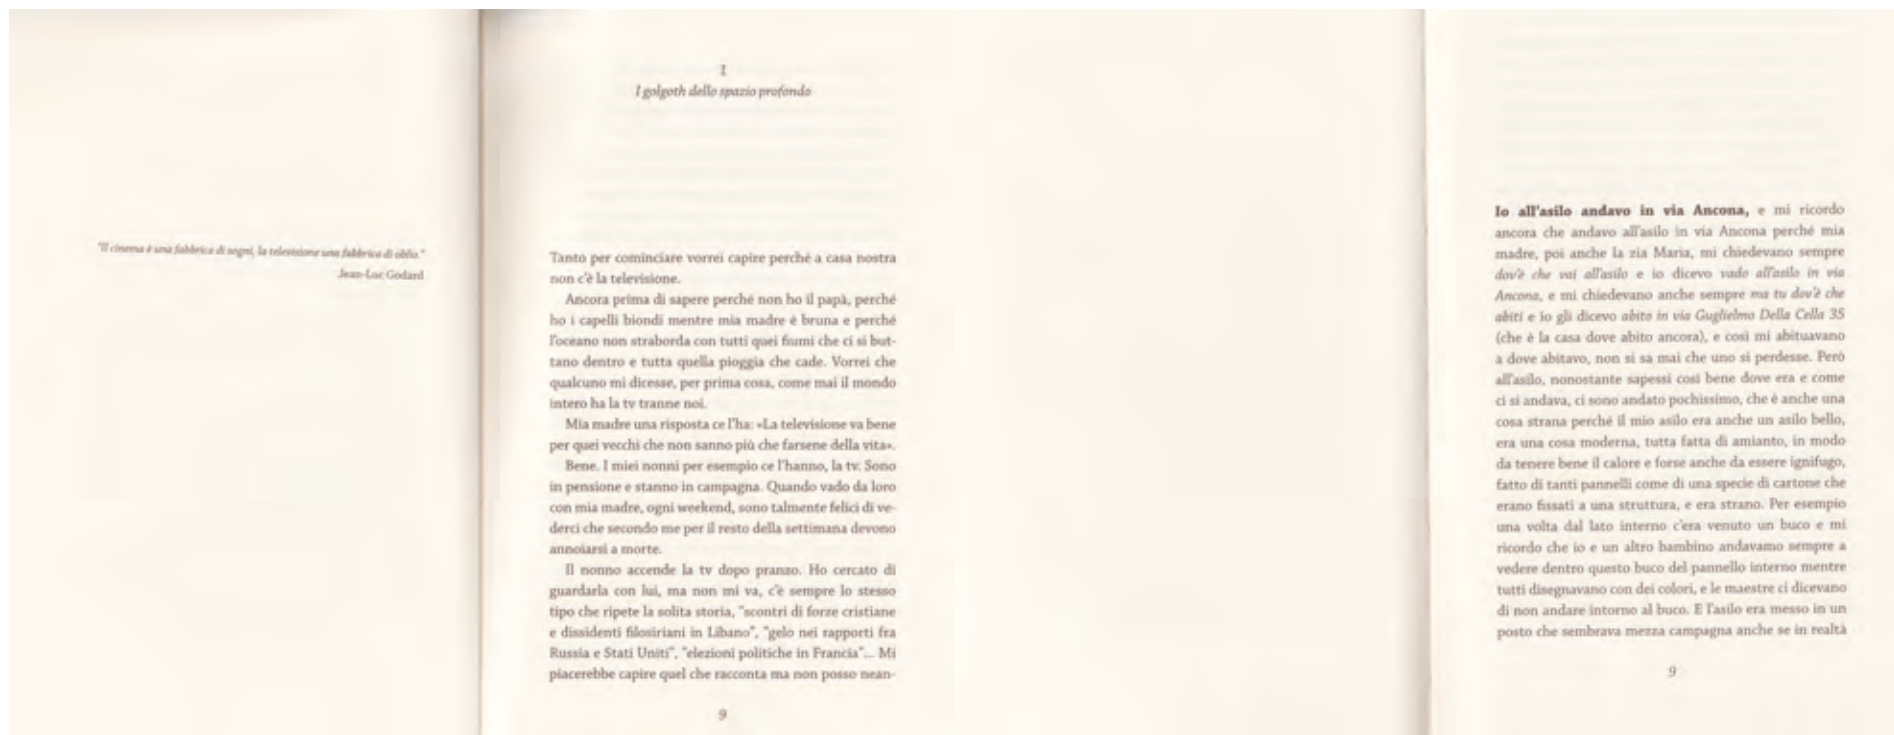 "Il cinema è una fabbrica di sogni, la televisione una fabbrica di oblio."
Jean-Luc Godard
1
I golgoth dello spazio profondo
Tanto per cominciare vorrei capire perché a casa nostra
non c'è la televisione.
Ancora prima di sapere perché non ho il papà, perché
ho i capelli biondi mentre mia madre è bruna e perché
l'oceano non straborda con tutti quei fiumi che ci si but-
tano dentro e tutta quella pioggia che cade. Vorrei che
qualcuno mi dicesse, per prima cosa, come mai il mondo
intero ha la tv tranne noi.
Mia madre una risposta ce l'ha: «La televisione va bene
per quei vecchi che non sanno più che farsene della vita».
Bene. I miei nonni per esempio ce l'hanno, la tv. Sono
in pensione e stanno in campagna. Quando vado da loro
con mia madre, ogni weekend, sono talmente felici di ve-
derci che secondo me per il resto della settimana devono
annoiarsi a morte.
Il nonno accende la tv dopo pranzo. Ho cercato di
guardarla con lui, ma non mi va, c'è sempre lo stesso
tipo che ripete la solita storia, "scontri di forze cristiane
e dissidenti filosiriani in Libano", "gelo nei rapporti fra
Russia e Stati Uniti", "elezioni politiche in Francia"... Mi
piacerebbe capire quel che racconta ma non posso nean-
9
Io all'asilo andavo in via Ancona, e mi ricordo
ancora che andavo all'asilo in via Ancona perché mia
madre, poi anche la zia Maria, mi chiedevano sempre
dov'è che vai all'asilo e io dicevo vado all'asilo in via
Ancona, e mi chiedevano anche sempre ma tu dov'è che
abiti e io gli dicevo abito in via Guglielmo Della Cella 35
(che è la casa dove abito ancora), e così mi abituavano
a dove abitavo, non si sa mai che uno si perdesse. Però
all'asilo, nonostante sapessi così bene dove era e come
ci si andava, ci sono andato pochissimo, che è anche una
cosa strana perché il mio asilo era anche un asilo bello,
era una cosa moderna, tutta fatta di amianto, in modo
da tenere bene il calore e forse anche da essere ignifugo,
fatto di tanti pannelli come di una specie di cartone che
erano fissati a una struttura, e era strano. Per esempio
una volta dal lato interno c'era venuto un buco e mi
ricordo che io e un altro bambino andavamo sempre a
vedere dentro questo buco del pannello interno mentre
tutti disegnavano con dei colori, e le maestre ci dicevano
di non andare intorno al buco. E l'asilo era messo in un
posto che sembrava mezza campagna anche se in realtà
9